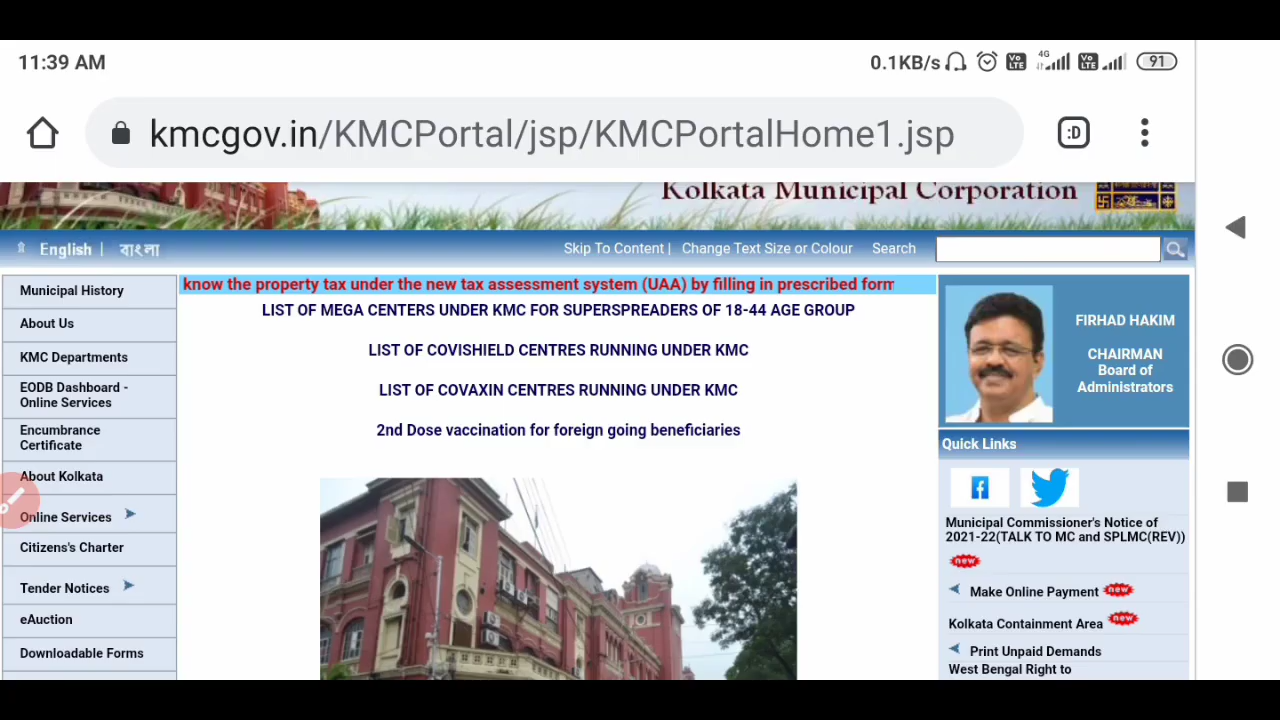 11:39 AM
0.1KB/s
4G
Vo LTE
Vo LTE
91
kmcgov.in/KMCPortal/jsp/KMCPortalHome1.jsp
:D
Kolkata Municipal Corporation
English |
বাংলা
Skip To Content |
Change Text Size or Colour
Search
Municipal History
About Us
KMC Departments
EODB Dashboard -
Online Services
Encumbrance
Certificate
About Kolkata
Online Services
Citizens's Charter
Tender Notices
eAuction
Downloadable Forms
know the property tax under the new tax assessment system (UAA) by filling in prescribed form
LIST OF MEGA CENTERS UNDER KMC FOR SUPERSPREADERS OF 18-44 AGE GROUP
LIST OF COVISHIELD CENTRES RUNNING UNDER KMC
LIST OF COVAXIN CENTRES RUNNING UNDER KMC
2nd Dose vaccination for foreign going beneficiaries
FIRHAD HAKIM
CHAIRMAN
Board of
Administrators
Quick Links
Municipal Commissioner's Notice of
2021-22(TALK TO MC and SPLMC(REV))
new
Make Online Payment new
Kolkata Containment Area new
Print Unpaid Demands
West Bengal Right to